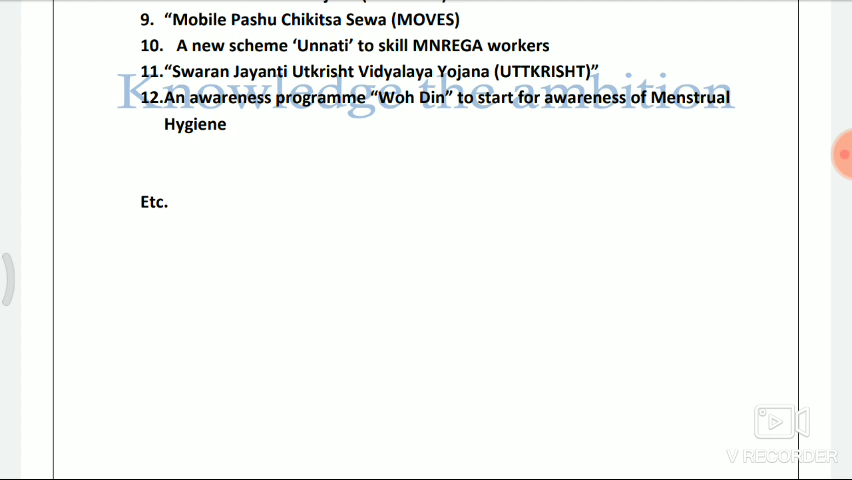 9. “Mobile Pashu Chikitsa Sewa (MOVES)
10. A new scheme ‘Unnati’ to skill MNREGA workers
11.“Swaran Jayanti Utkrisht Vidyalaya Yojana (UTTKRISHT)”
Knowledge the ambition
12.An awareness programme “Woh Din” to start for awareness of Menstrual
Hygiene
Etc.
V RECORDER